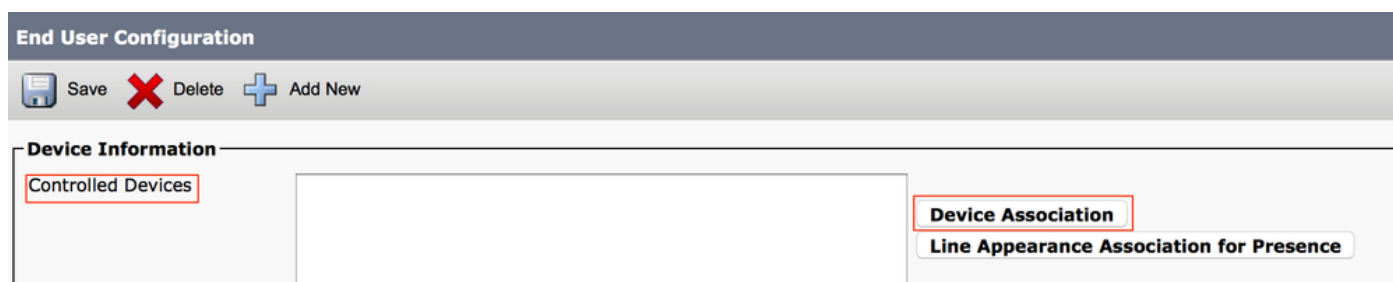 End User Configuration
Save Delete Add New
Device Information
Controlled Devices
Device Association
Line Appearance Association for Presence